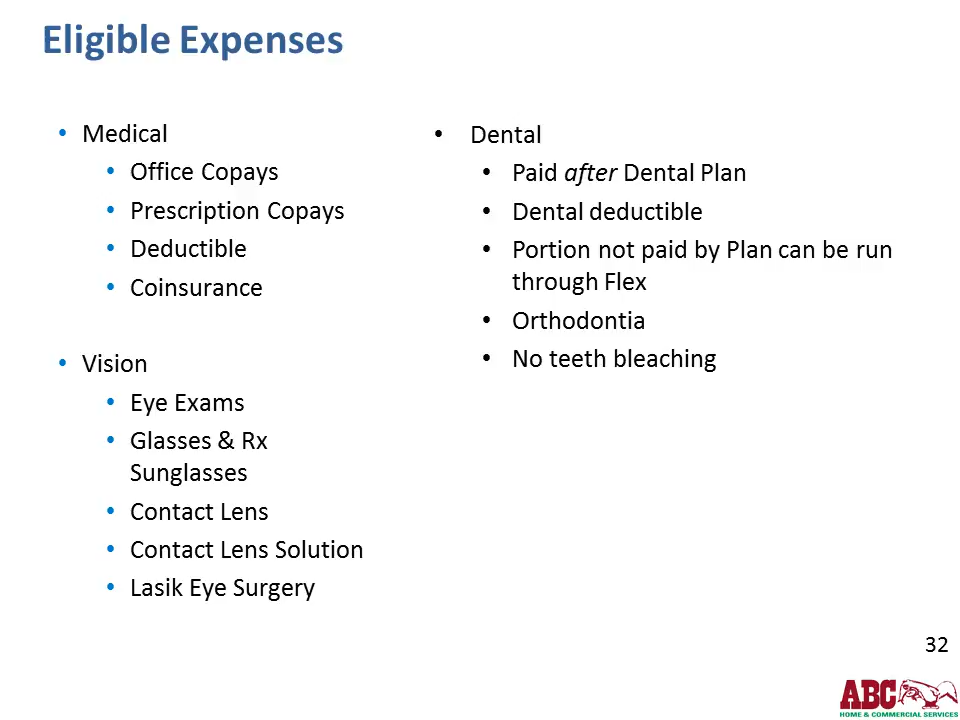 Eligible Expenses
• Medical
• Office Copays
• Prescription Copays
• Deductible
• Coinsurance
• Vision
• Eye Exams
• Glasses & Rx
Sunglasses
• Contact Lens
• Contact Lens Solution
• Lasik Eye Surgery
• Dental
• Paid after Dental Plan
• Dental deductible
• Portion not paid by Plan can be run
through Flex
• Orthodontia
• No teeth bleaching
32
ABC
HOME & COMMERCIAL SERVICES